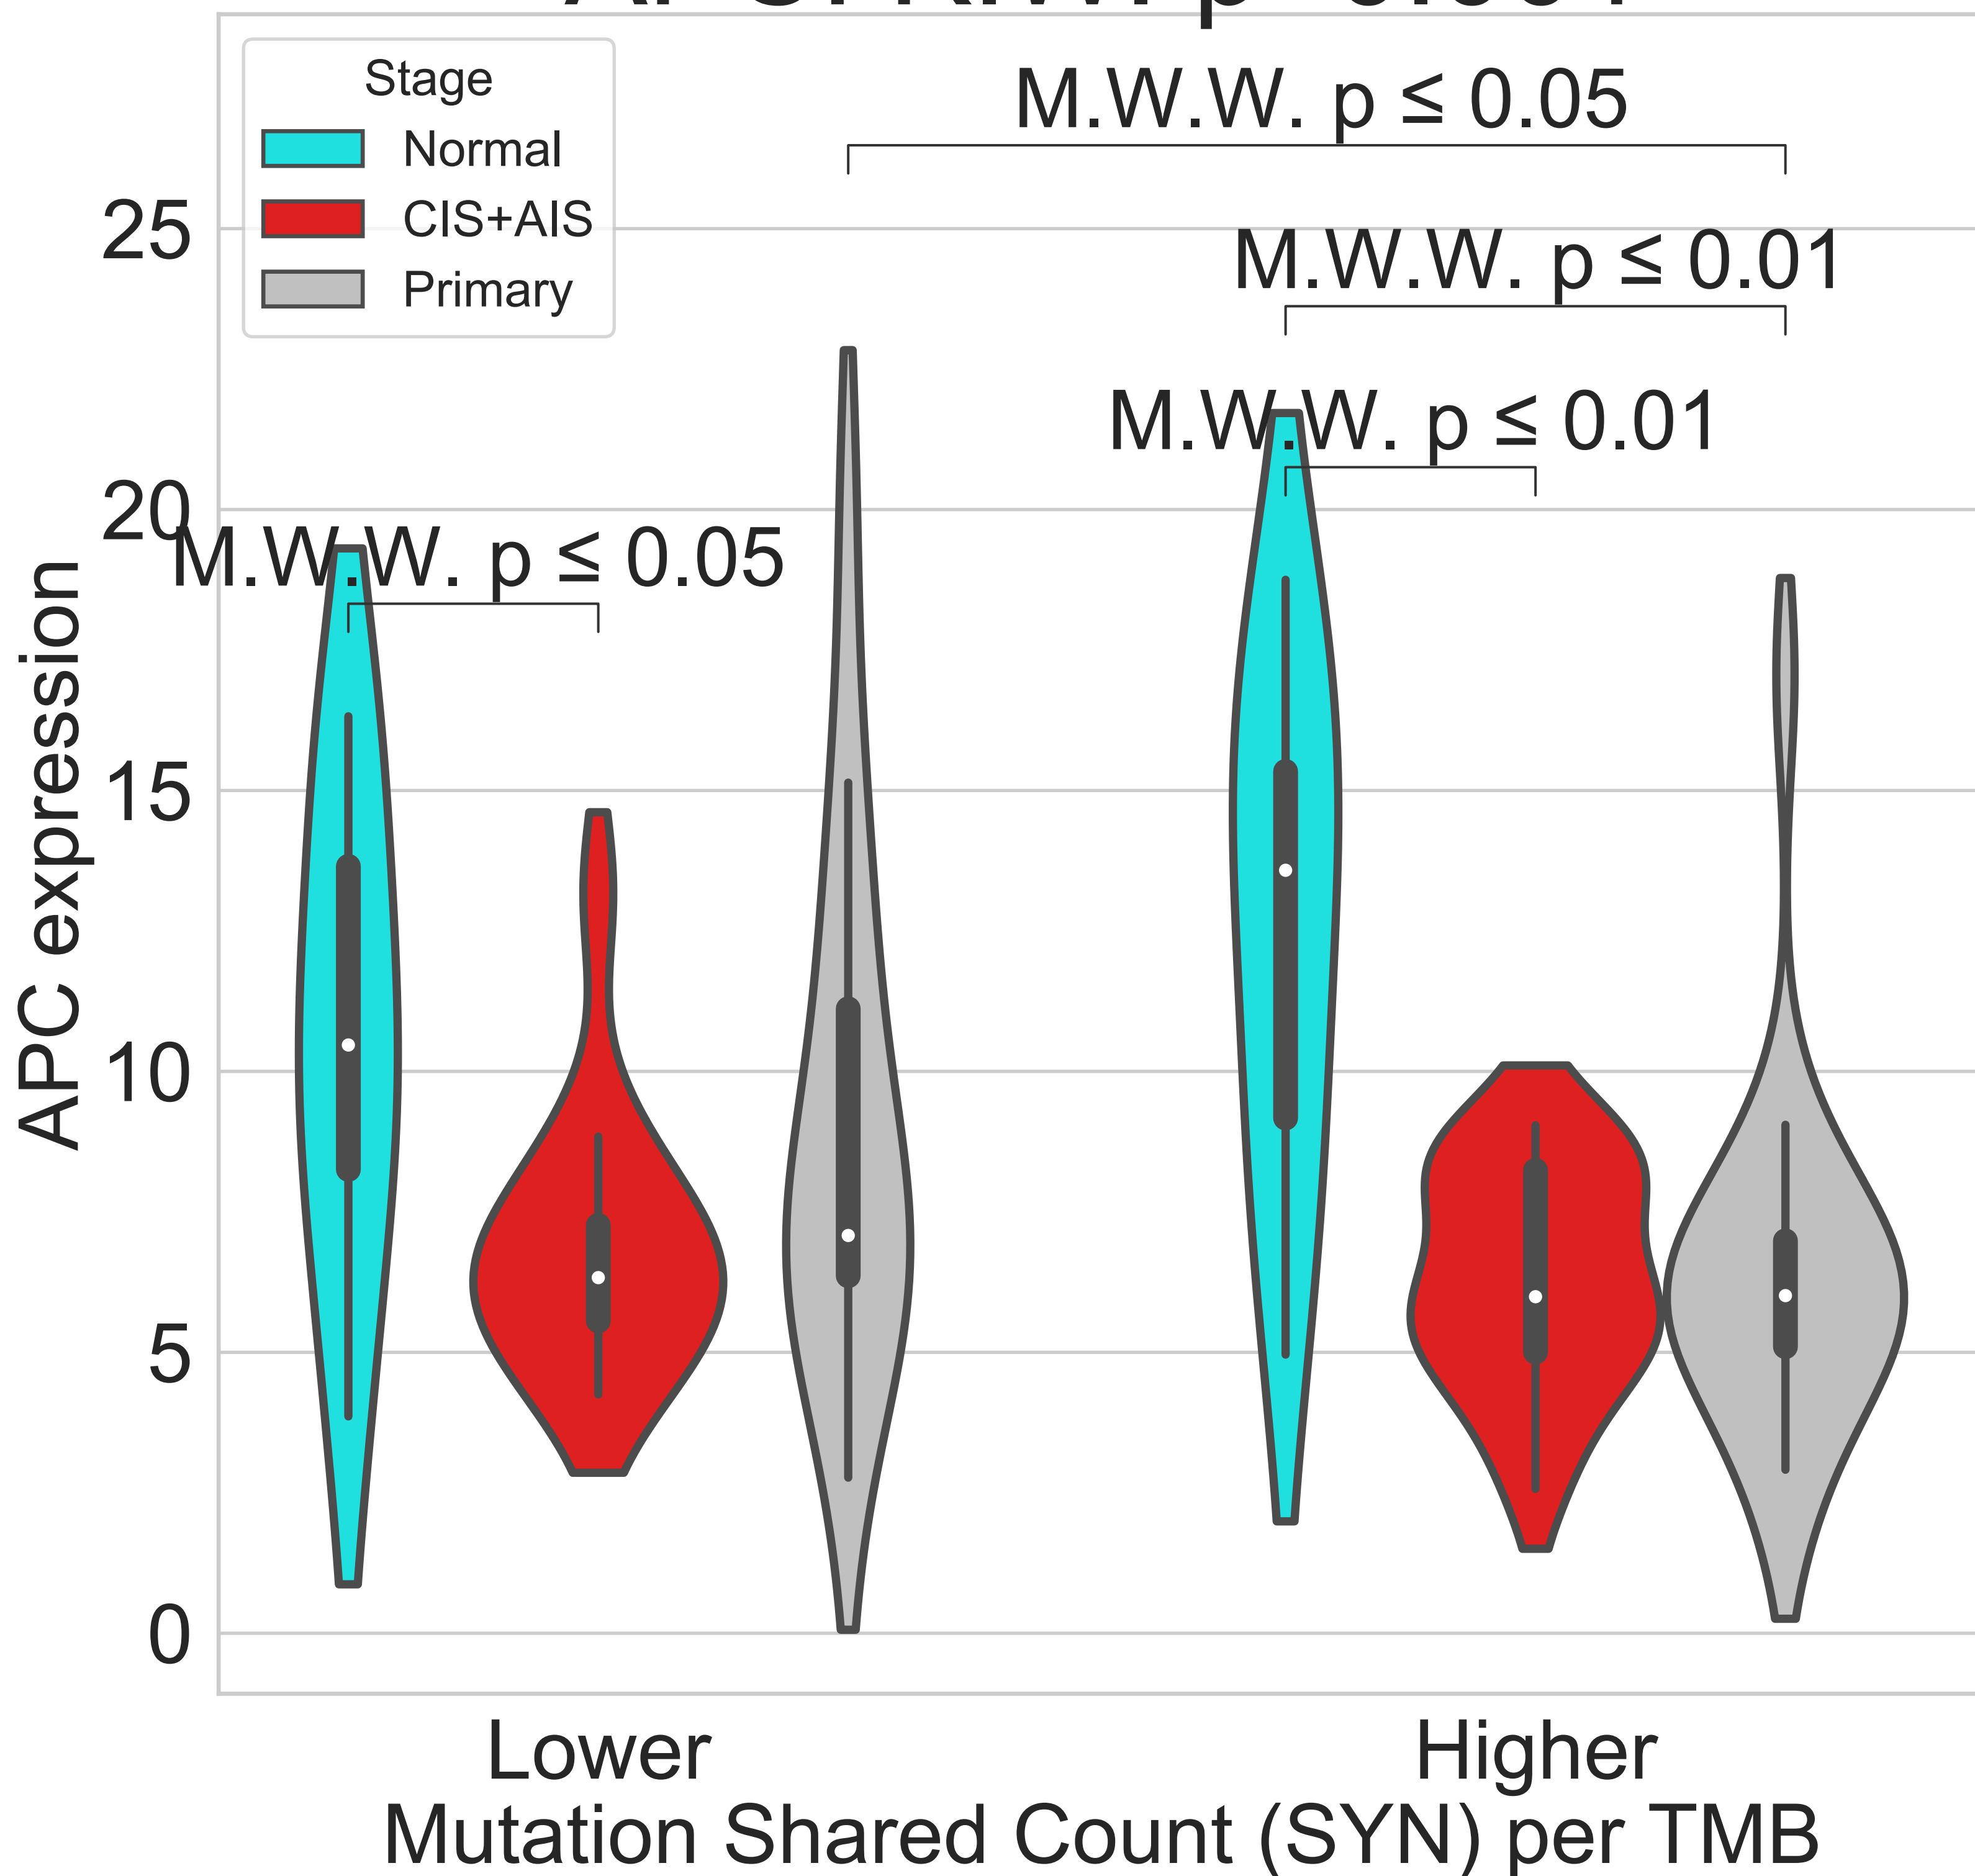 Stage
Normal
CIS+AIS
Primary
M.W.W. p ≤ 0.05
M.W.W. p ≤ 0.01
M.W.W. p ≤ 0.01
M.W.W. p ≤ 0.05
25
20
15
10
5
0
APC expression
Lower
Higher
Mutation Shared Count (SYN) per TMB